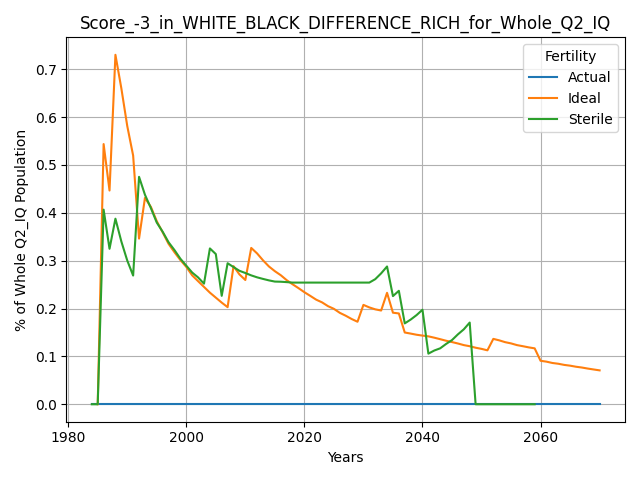 Score_-3_in_WHITE_BLACK_DIFFERENCE_RICH_for_Whole_Q2_IQ
Fertility
Actual
Ideal
Sterile
% of Whole Q2_IQ Population
0.7
0.6
0.5
0.4
0.3
0.2
0.1
0.0
1980
2000
2020
2040
2060
Years